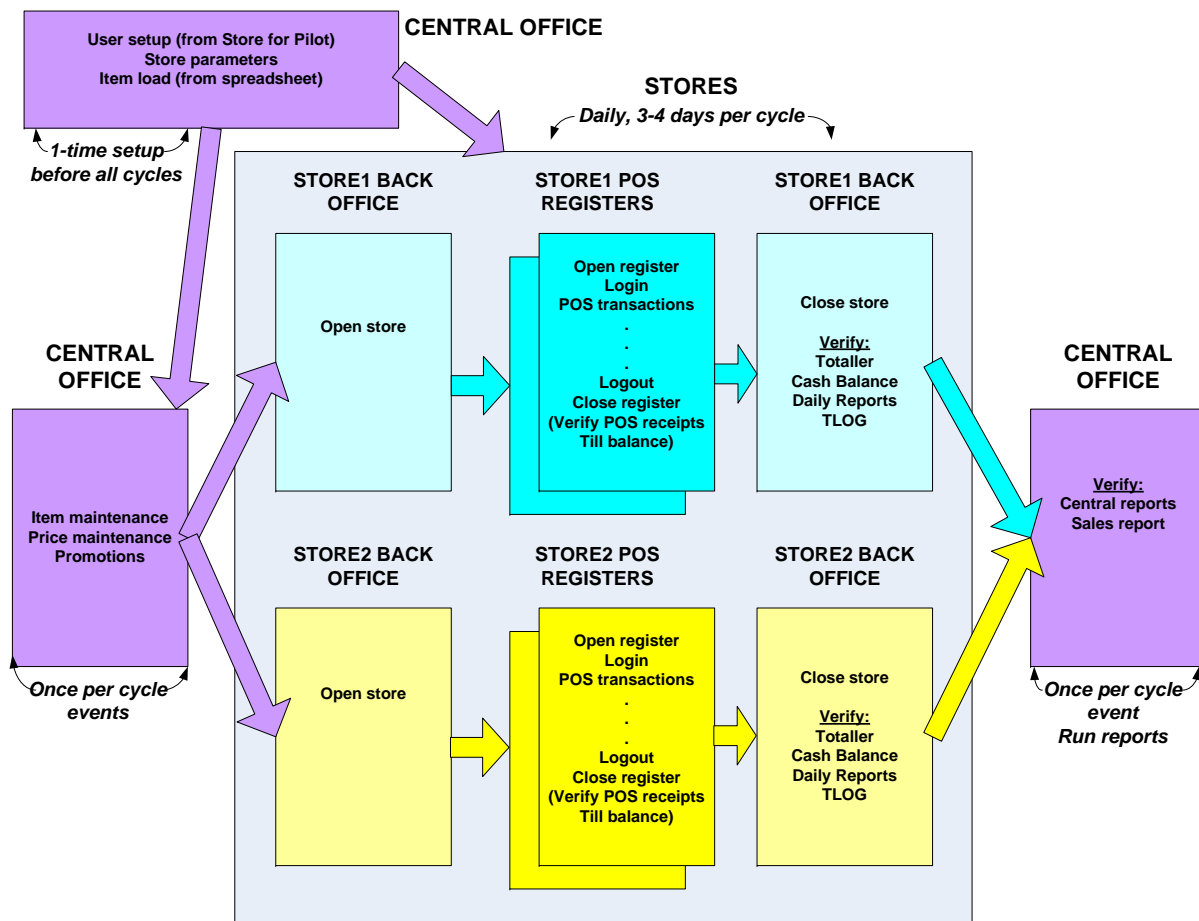 CENTRAL OFFICE
User setup (from Store for Pilot)
Store parameters
Item load (from spreadsheet)
1-time setup
before all cycles
STORES
Daily, 3-4 days per cycle
STORE1 BACK
OFFICE
STORE1 POS
REGISTERS
STORE1 BACK
OFFICE
Open store
Open register
Login
POS transactions
.
.
.
Logout
Close register
(Verify POS receipts
Till balance)
Close store
Verify:
Totaller
Cash Balance
Daily Reports
TLOG
CENTRAL
OFFICE
Item maintenance
Price maintenance
Promotions
Once per cycle
events
STORE2 BACK
OFFICE
STORE2 POS
REGISTERS
STORE2 BACK
OFFICE
Open store
Open register
Login
POS transactions
.
.
.
Logout
Close register
(Verify POS receipts
Till balance)
Close store
Verify:
Totaller
Cash Balance
Daily Reports
TLOG
CENTRAL
OFFICE
Verify:
Central reports
Sales report
Once per cycle
event
Run reports